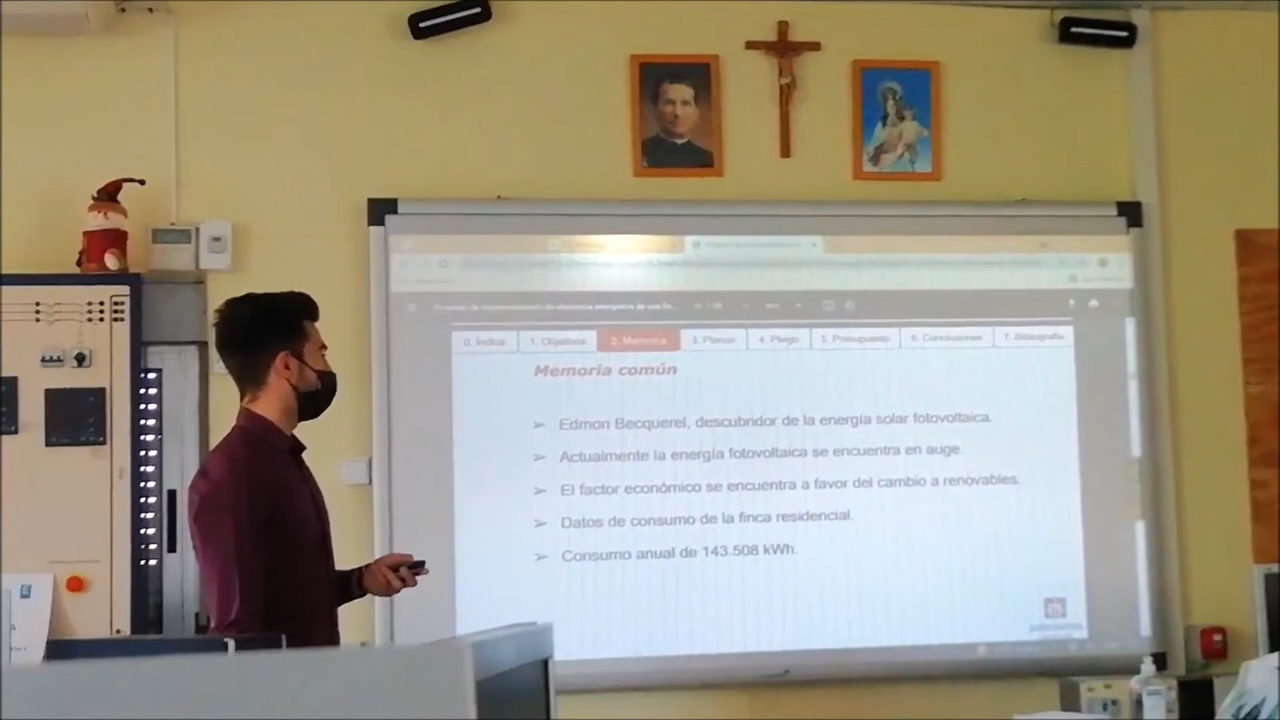 0. Índice 1. Objetivos 2. Memoria 3. Planos 4. Pliego 5. Presupuesto 6. Conclusiones 7. Bibliografía
Memoria común
➢ Edmon Becquerel, descubridor de la energía solar fotovoltaica.
➢ Actualmente la energía fotovoltaica se encuentra en auge.
➢ El factor económico se encuentra a favor del cambio a renovables.
➢ Datos de consumo de la finca residencial.
➢ Consumo anual de 143.508 kWh.